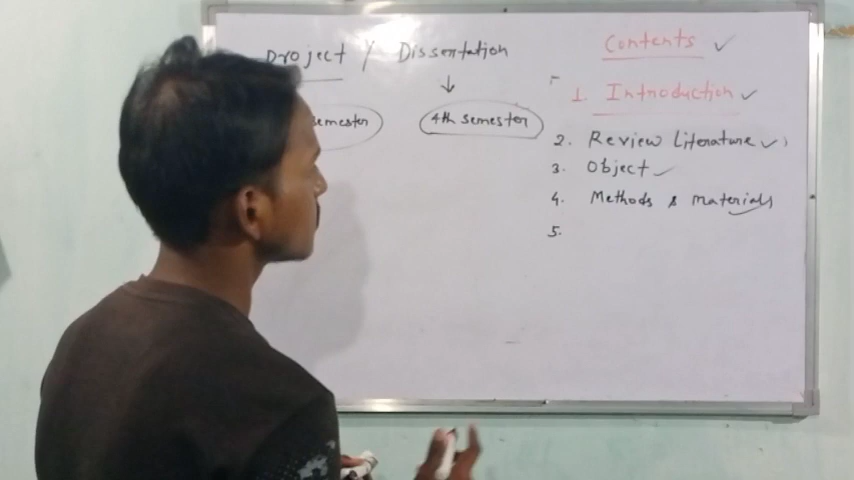 project / Dissertation
semester
4th semester
Contents
1. Introduction
2. Review Literature
3. Object
4. Methods & materials
5.